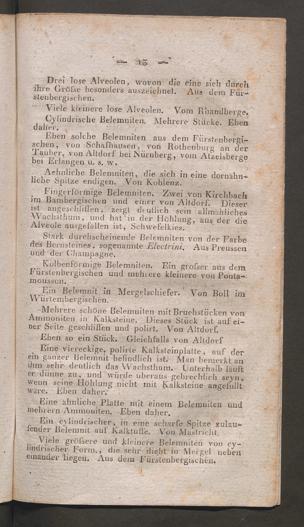 — 15 —
Drei lose Alveolen, wovon die eine sich durch
ihre Größe besonders auszeichnet. Aus dem Für-
stenbergischen.
Viele kleinere lose Alveolen. Vom Rhandberge.
Cylindrische Belemniten. Mehrere Stücke. Eben
daher.
Eben solche Belemniten aus dem Fürstenbergi-
schen, von Schafhausen, von Rothenburg an der
Tauber, von Altdorf bei Nürnberg, vom Atzelsberge
bei Erlangen u. s. w.
Aehnliche Belemniten, die sich in eine dornähn-
liche Spitze endigen. Von Koblenz.
Fingerförmige Belemniten. Zwei von Kirchbach
im Bambergischen und einer von Altdorf. Dieser
ist angeschliffen, zeigt deutlich sein allmähliches
Wachsthum, und hat in der Höhlung, aus der die
Alveole ausgefallen ist, Schwefelkies.
Stark durchscheinende Belemniten von der Farbe
des Bernsteines, sogenannte Electrini. Aus Preussen
und der Champagne.
Kolbenförmige Belemniten. Ein großer aus dem
Fürstenbergischen und mehrere kleinere von Ponta-
mousson.
Ein Belemnit in Mergelschiefer. Von Boll im
Würtembergischen.
Mehrere schöne Belemniten mit Bruchstücken von
Ammoniten in Kalksteine. Dieses Stück ist auf ei-
ner Seite geschliffen und polirt. Von Altdorf.
Eben so ein Stück. Gleichfalls von Altdorf
Eine viereckige, polirte Kalksteinplatte, auf der
ein ganzer Belemnit befindlich ist. Man bemerkt an
ihm sehr deutlich das Wachsthum. Unterhalb läuft
er dünne zu, und würde überaus gebrechlich seyn,
wenn seine Höhlung nicht mit Kalksteine angefüllt
wäre. Eben daher.
Eine ähnliche Platte mit einem Belemniten und
mehrern Ammoniten. Eben daher.
Ein cylindrischer, in eine scharfe Spitze zulau-
fender Belemnit auf Kalktuffe. Von Mastricht.
Viele größere und kleinere Belemniten von cy-
lindrischer Form, die sehr dicht in Mergel neben
einander liegen. Aus dem Fürstenbergischen.